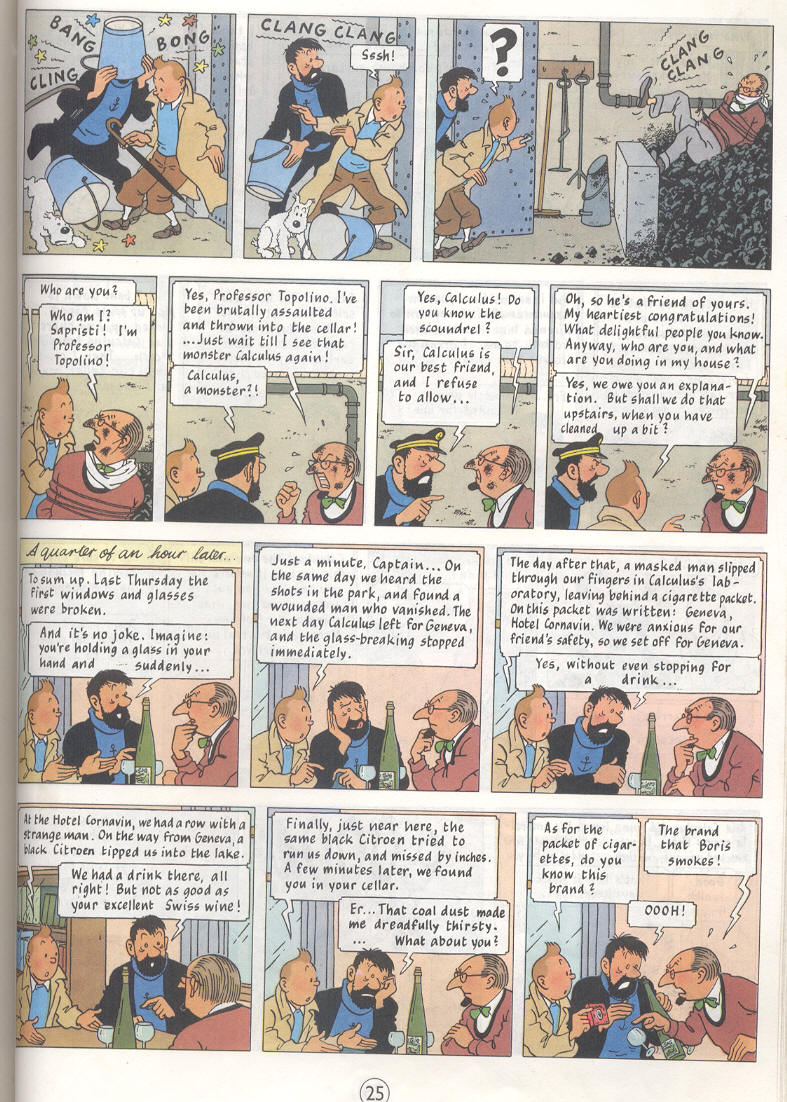 BANG
BONG
CLING
CLANG CLANG
Sssh!
?
CLANG
CLANG
Who are you?
Who am I?
Sapristi! I'm
Professor
Topolino!
Yes, Professor Topolino. I've
been brutally assaulted
and thrown into the cellar!
...Just wait till I see that
monster Calculus again!
Calculus,
a monster?!
Yes, Calculus! Do
you know the
scoundrel?
Sir, Calculus is
our best friend,
and I refuse
to allow...
Oh, so he's a friend of yours.
My heartiest congratulations!
What delightful people you know.
Anyway, who are you, and what
are you doing in my house?
Yes, we owe you an explana-
tion. But shall we do that
upstairs, when you have
cleaned up a bit?
A quarter of an hour later...
To sum up. Last Thursday the
first windows and glasses
were broken.
And it's no joke. Imagine:
you're holding a glass in your
hand and suddenly...
Just a minute, Captain... On
the same day we heard the
shots in the park, and found a
wounded man who vanished. The
next day Calculus left for Geneva,
and the glass-breaking stopped
immediately.
The day after that, a masked man slipped
through our fingers in Calculus's lab-
oratory, leaving behind a cigarette packet.
On this packet was written: Geneva,
Hotel Cornavin. We were anxious for our
friend's safety, so we set off for Geneva.
Yes, without even stopping for
a drink...
At the Hotel Cornavin, we had a row with a
strange man. On the way from Geneva, a
black Citroen tipped us into the lake.
We had a drink there, all
right! But not as good as
your excellent Swiss wine!
Finally, just near here, the
same black Citroen tried to
run us down, and missed by inches.
A few minutes later, we found
you in your cellar.
Er... That coal dust made
me dreadfully thirsty.
... What about you?
As for the
packet of cigar-
ettes, do you
know this
brand?
The brand
that Boris
smokes!
OOOH!
25